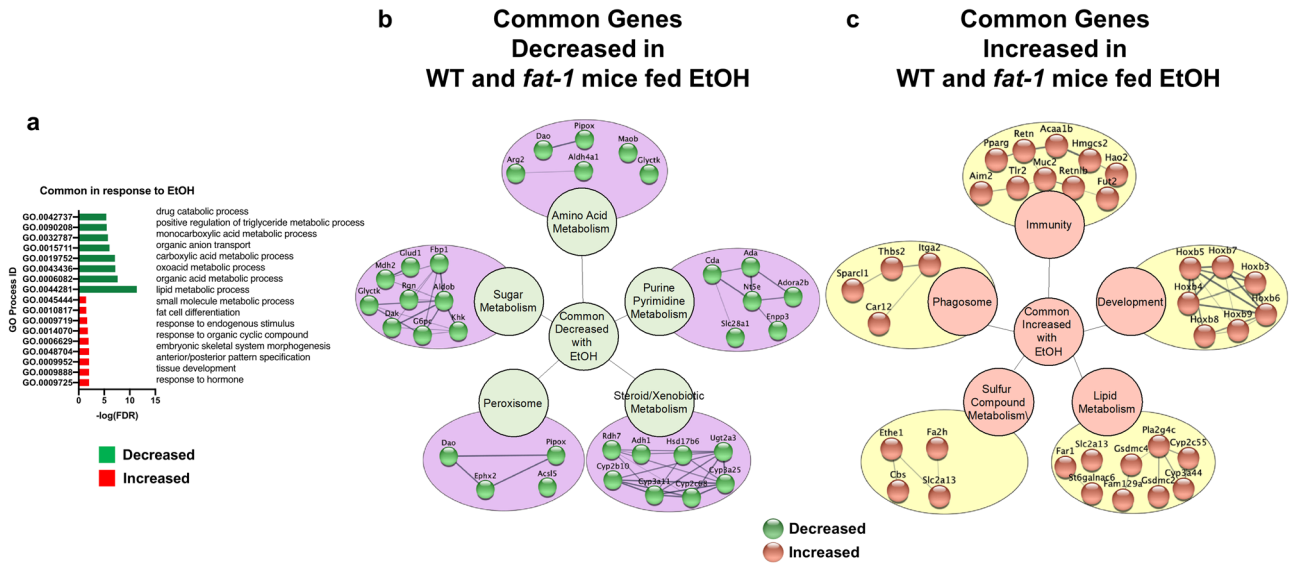 a
Common in response to EtOH
GO Process ID
GO.0042737
GO.0090208
GO.0032787
GO.0015711
GO.0019752
GO.0043436
GO.0006082
GO.0044281
GO.0045444
GO.0010817
GO.0009719
GO.0014070
GO.0006629
GO.0048704
GO.0009952
GO.0009888
GO.0009725
drug catabolic process
positive regulation of triglyceride metabolic process
monocarboxylic acid metabolic process
organic anion transport
carboxylic acid metabolic process
oxoacid metabolic process
organic acid metabolic process
lipid metabolic process
small molecule metabolic process
fat cell differentiation
response to endogenous stimulus
response to organic cyclic compound
embryonic skeletal system morphogenesis
anterior/posterior pattern specification
tissue development
response to hormone
0 5 10 15
-log(FDR)
Decreased
Increased
b
Common Genes
Decreased in
WT and fat-1 mice fed EtOH
Pipox
Dao
Maob
Arg2
Aldh4a1
Glyctk
Amino Acid
Metabolism
Glud1
Fbp1
Mdh2
Rgn
Aldob
Glyctk
Dak
G6pc
Khk
Sugar
Metabolism
Ada
Cda
Nt5e
Adora2b
Slc28a1
Enpp3
Purine
Pyrimidine
Metabolism
Common
Decreased
with
EtOH
Peroxisome
Dao
Pipox
Ephx2
Acsl5
Steroid/Xenobiotic
Metabolism
Rdh7
Adh1
Hsd17b6
Ugt2a3
Cyp2b10
Cyp3a11
Cyp2c68
Cyp3a25
Decreased
Increased
c
Common Genes
Increased in
WT and fat-1 mice fed EtOH
Retn
Acaa1b
Pparg
Hmgcs2
Muc2
Hao2
Aim2
Tlr2
Retnlb
Fut2
Immunity
Thbs2
Itga2
Sparcl1
Car12
Phagosome
Hoxb5
Hoxb7
Hoxb3
Hoxb4
Hoxb6
Hoxb8
Hoxb9
Development
Common
Increased
with
EtOH
Sulfur
Compound
Metabolism\
Ethe1
Fa2h
Cbs
Slc2a13
Lipid
Metabolism
Pla2g4c
Slc2a13
Gsdmc4
Cyp2c55
Far1
St6galnac6
Fam129a
Gsdmc2
Cyp3a44